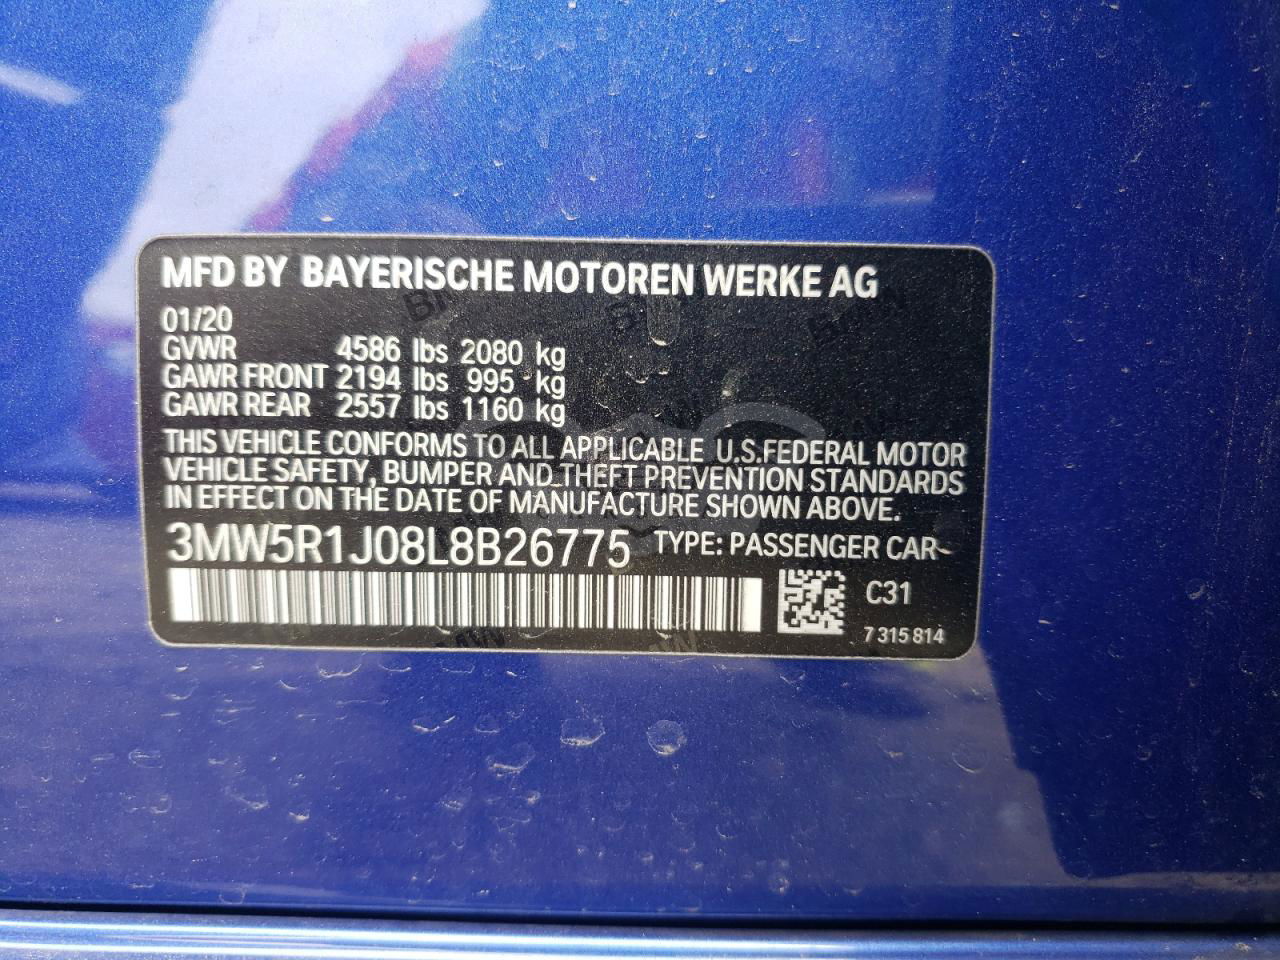 MFD BY BAYERISCHE MOTOREN WERKE AG
01/20
GVWR 4586 lbs 2080 kg
GAWR FRONT 2194 lbs 995 kg
GAWR REAR 2557 lbs 1160 kg
THIS VEHICLE CONFORMS TO ALL APPLICABLE U.S.FEDERAL MOTOR
VEHICLE SAFETY, BUMPER AND THEFT PREVENTION STANDARDS
IN EFFECT ON THE DATE OF MANUFACTURE SHOWN ABOVE.
3MW5R1J08L8B26775 TYPE: PASSENGER CAR
C31
7 315 814